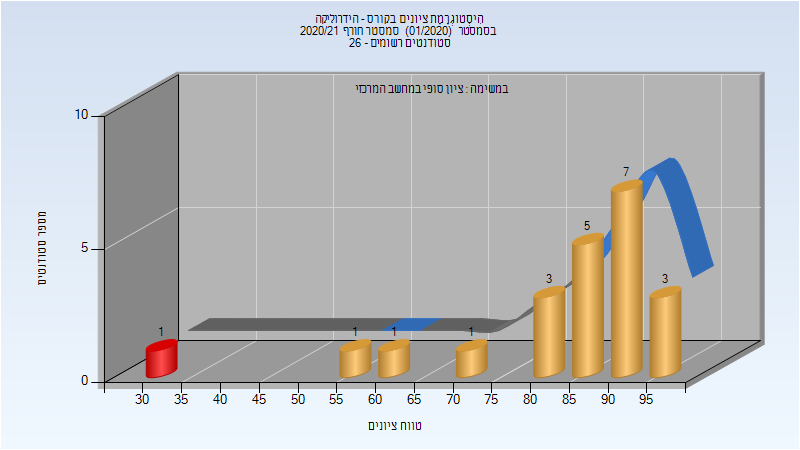 היסטוגרמת ציונים בקורס - הידרוליקה
בסמסטר (01/2020) סמסטר חורף 2020/21
סטודנטים רשומים - 26
במשימה : ציון סופי במחשב המרכזי
מספר סטודנטים
10
5
0
1
1
1
1
3
5
7
3
30 35 40 45 50 55 60 65 70 75 80 85 90 95
טווח ציונים